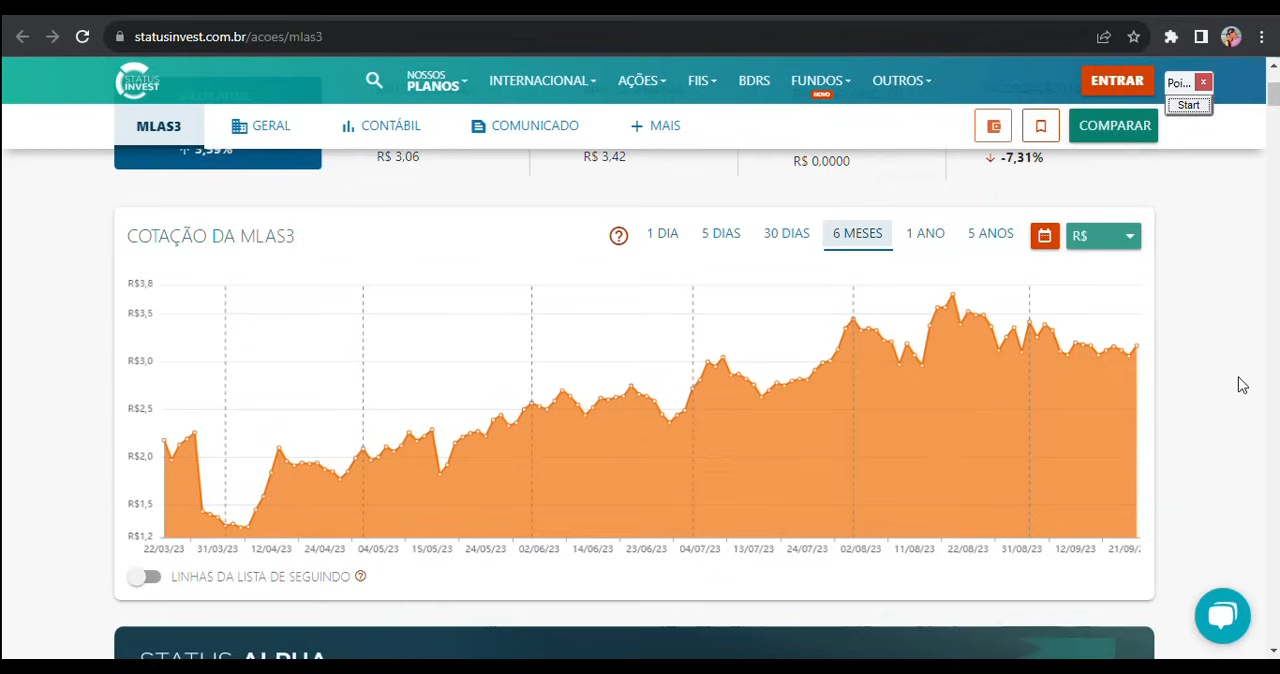 statusinvest.com.br/acoes/mlas3
STATUS INVEST
NOSSOS PLANOS
INTERNACIONAL
AÇÕES
FIIS
BDRS
FUNDOS
NOVO
OUTROS
ENTRAR
Poi...
x
Start
MLAS3
GERAL
CONTÁBIL
COMUNICADO
+ MAIS
COMPARAR
R$ 3,06
R$ 3,42
R$ 0,0000
-7,31%
COTAÇÃO DA MLAS3
?
1 DIA
5 DIAS
30 DIAS
6 MESES
1 ANO
5 ANOS
R$
R$3,8
R$3,5
R$3,0
R$2,5
R$2,0
R$1,5
R$1,2
22/03/23 31/03/23 12/04/23 24/04/23 04/05/23 15/05/23 24/05/23 02/06/23 14/06/23 23/06/23 04/07/23 13/07/23 24/07/23 02/08/23 11/08/23 22/08/23 31/08/23 12/09/23 21/09/
LINHAS DA LISTA DE SEGUINDO ?
STATUS ALPHA